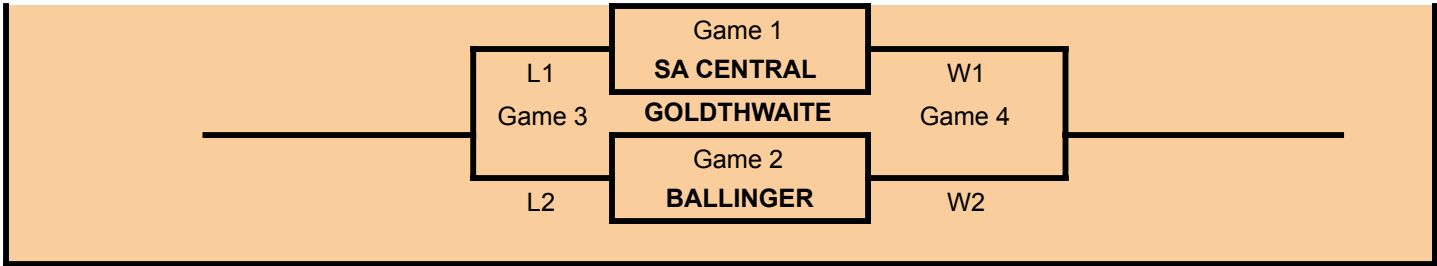 Game 1
L1 SA CENTRAL W1
Game 3 GOLDTHWAITE Game 4
Game 2
L2 BALLINGER W2